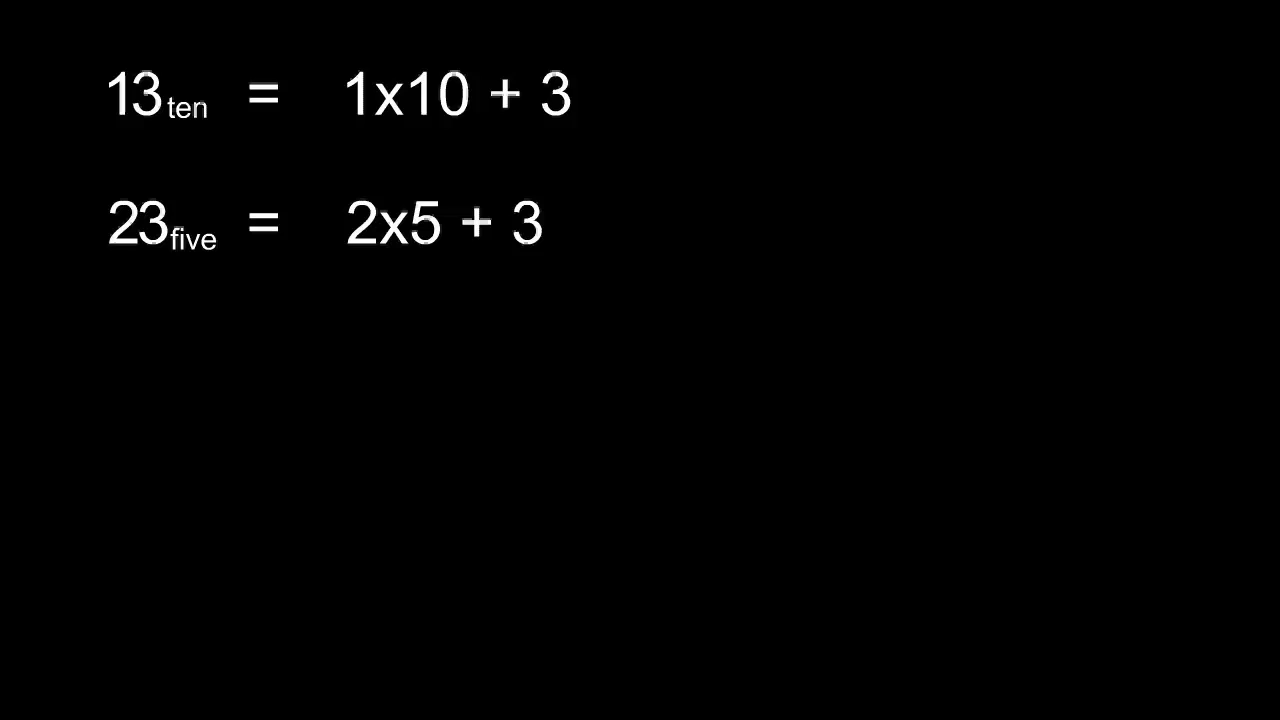 13ten = 1x10 + 3
23five = 2x5 + 3